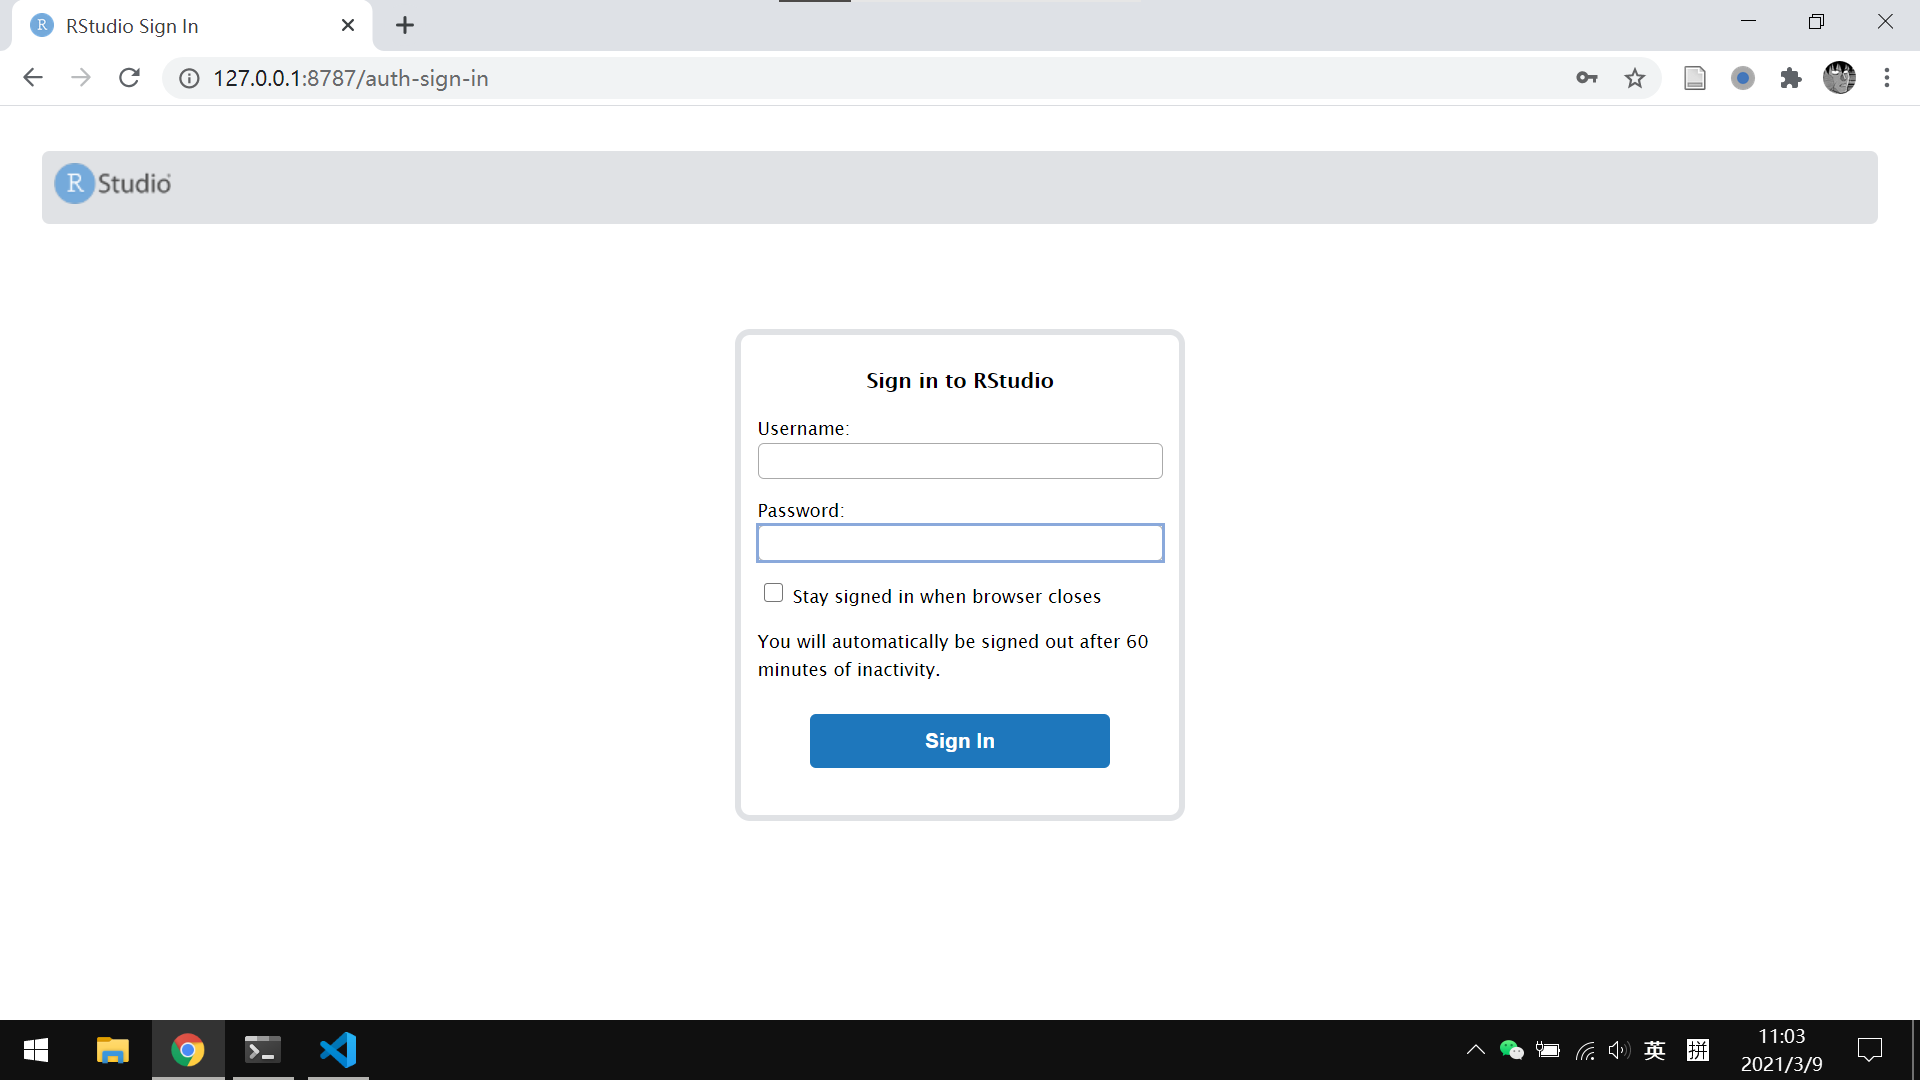 R RStudio Sign In
127.0.0.1:8787/auth-sign-in
R Studio
Sign in to RStudio
Username:
Password:
Stay signed in when browser closes
You will automatically be signed out after 60
minutes of inactivity.
Sign In
英
拼
11:03
2021/3/9